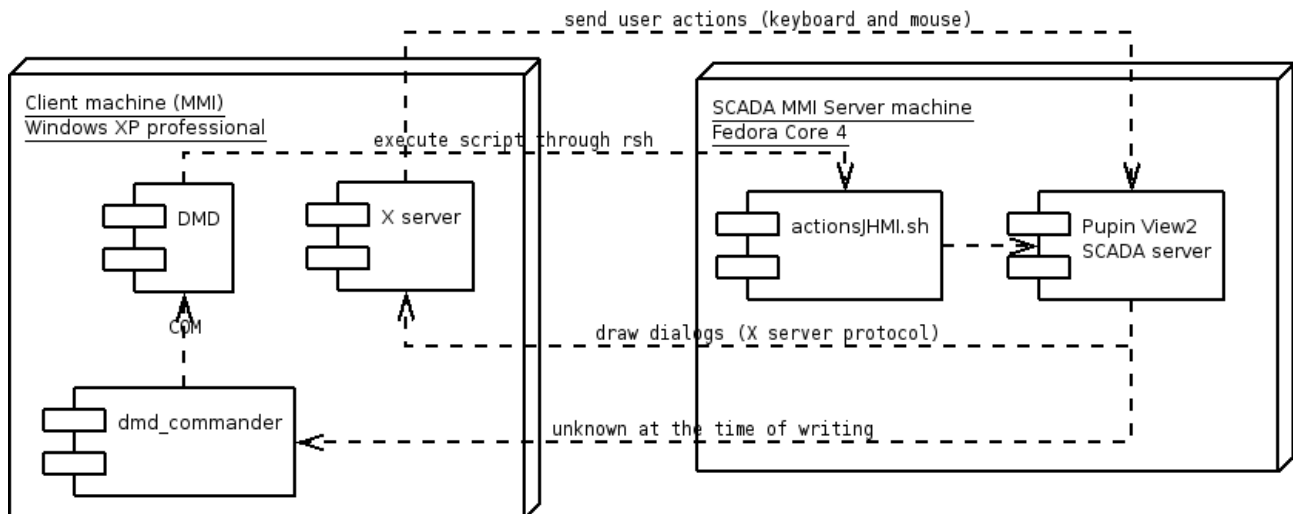 send user actions (keyboard and mouse)
Client machine (MMI)
Windows XP professional
SCADA MMI Server machine
Fedora Core 4
execute script through rsh
DMD
X server
actionsJHMI.sh
Pupin View2
SCADA server
COM
draw dialogs (X server protocol)
dmd_commander
unknown at the time of writing